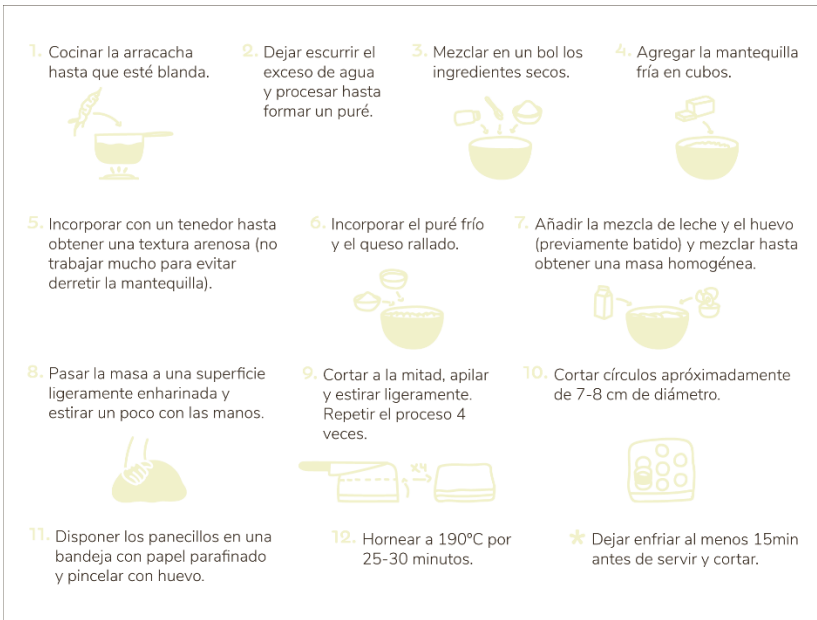 1. Cocinar la arracacha
hasta que esté blanda.
2. Dejar escurrir el
exceso de agua
y procesar hasta
formar un puré.
3. Mezclar en un bol los
ingredientes secos.
4. Agregar la mantequilla
fría en cubos.
5. Incorporar con un tenedor hasta
obtener una textura arenosa (no
trabajar mucho para evitar
derretir la mantequilla).
6. Incorporar el puré frío
y el queso rallado.
7. Añadir la mezcla de leche y el huevo
(previamente batido) y mezclar hasta
obtener una masa homogénea.
8. Pasar la masa a una superficie
ligeramente enharinada y
estirar un poco con las manos.
9. Cortar a la mitad, apilar
y estirar ligeramente.
Repetir el proceso 4
veces.
x4
10. Cortar círculos apróximadamente
de 7-8 cm de diámetro.
11. Disponer los panecillos en una
bandeja con papel parafinado
y pincelar con huevo.
12. Hornear a 190ºC por
25-30 minutos.
* Dejar enfriar al menos 15min
antes de servir y cortar.